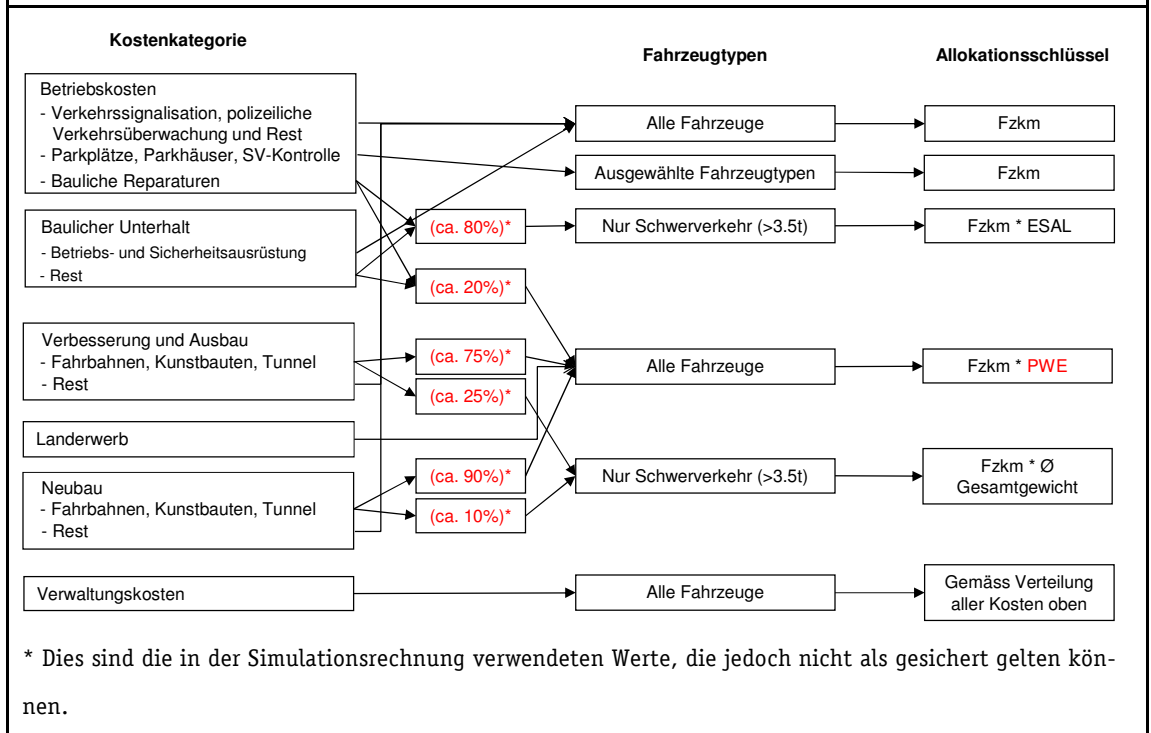 Kostenkategorie
Fahrzeugtypen
Allokationsschlüssel
Betriebskosten
- Verkehrssignalisation, polizeiliche
Verkehrsüberwachung und Rest
- Parkplätze, Parkhäuser, SV-Kontrolle
- Bauliche Reparaturen
Alle Fahrzeuge
Fzkm
Ausgewählte Fahrzeugtypen
Fzkm
Baulicher Unterhalt
- Betriebs- und Sicherheitsausrüstung
- Rest
(ca. 80%)*
Nur Schwerverkehr (>3.5t)
Fzkm * ESAL
(ca. 20%)*
Verbesserung und Ausbau
- Fahrbahnen, Kunstbauten, Tunnel
- Rest
(ca. 75%)*
(ca. 25%)*
Alle Fahrzeuge
Fzkm * PWE
Landerwerb
Neubau
- Fahrbahnen, Kunstbauten, Tunnel
- Rest
(ca. 90%)*
(ca. 10%)*
Nur Schwerverkehr (>3.5t)
Fzkm * Ø
Gesamtgewicht
Verwaltungskosten
Alle Fahrzeuge
Gemäss Verteilung
aller Kosten oben
* Dies sind die in der Simulationsrechnung verwendeten Werte, die jedoch nicht als gesichert gelten kön-
nen.